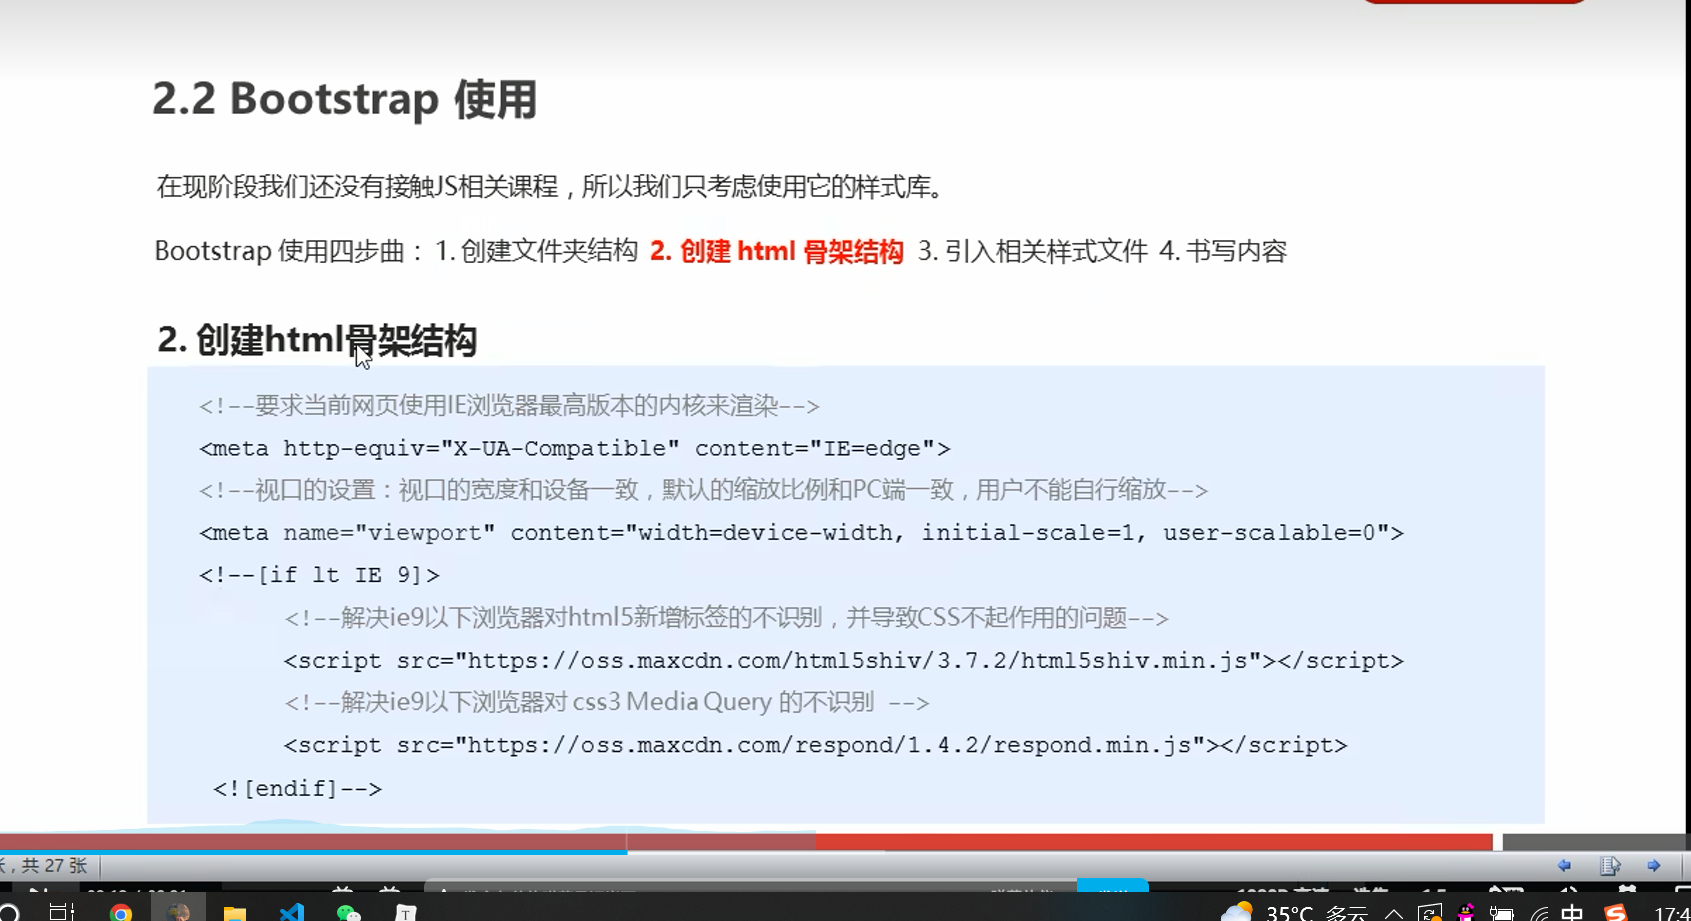 2.2 Bootstrap 使用
在现阶段我们还没有接触JS相关课程，所以我们只考虑使用它的样式库。
Bootstrap 使用四步曲： 1. 创建文件夹结构 2. 创建 html 骨架结构 3. 引入相关样式文件 4. 书写内容
2. 创建html骨架结构
<!--要求当前网页使用IE浏览器最高版本的内核来渲染-->
<meta http-equiv="X-UA-Compatible" content="IE=edge">
<!--视口的设置：视口的宽度和设备一致，默认的缩放比例和PC端一致，用户不能自行缩放-->
<meta name="viewport" content="width=device-width, initial-scale=1, user-scalable=0">
<!--[if lt IE 9]>
<!--解决ie9以下浏览器对html5新增标签的不识别，并导致CSS不起作用的问题-->
<script src="https://oss.maxcdn.com/html5shiv/3.7.2/html5shiv.min.js"></script>
<!--解决ie9以下浏览器对 css3 Media Query 的不识别 -->
<script src="https://oss.maxcdn.com/respond/1.4.2/respond.min.js"></script>
<![endif]-->
张，共 27 张
35°C 多云 中 17:4